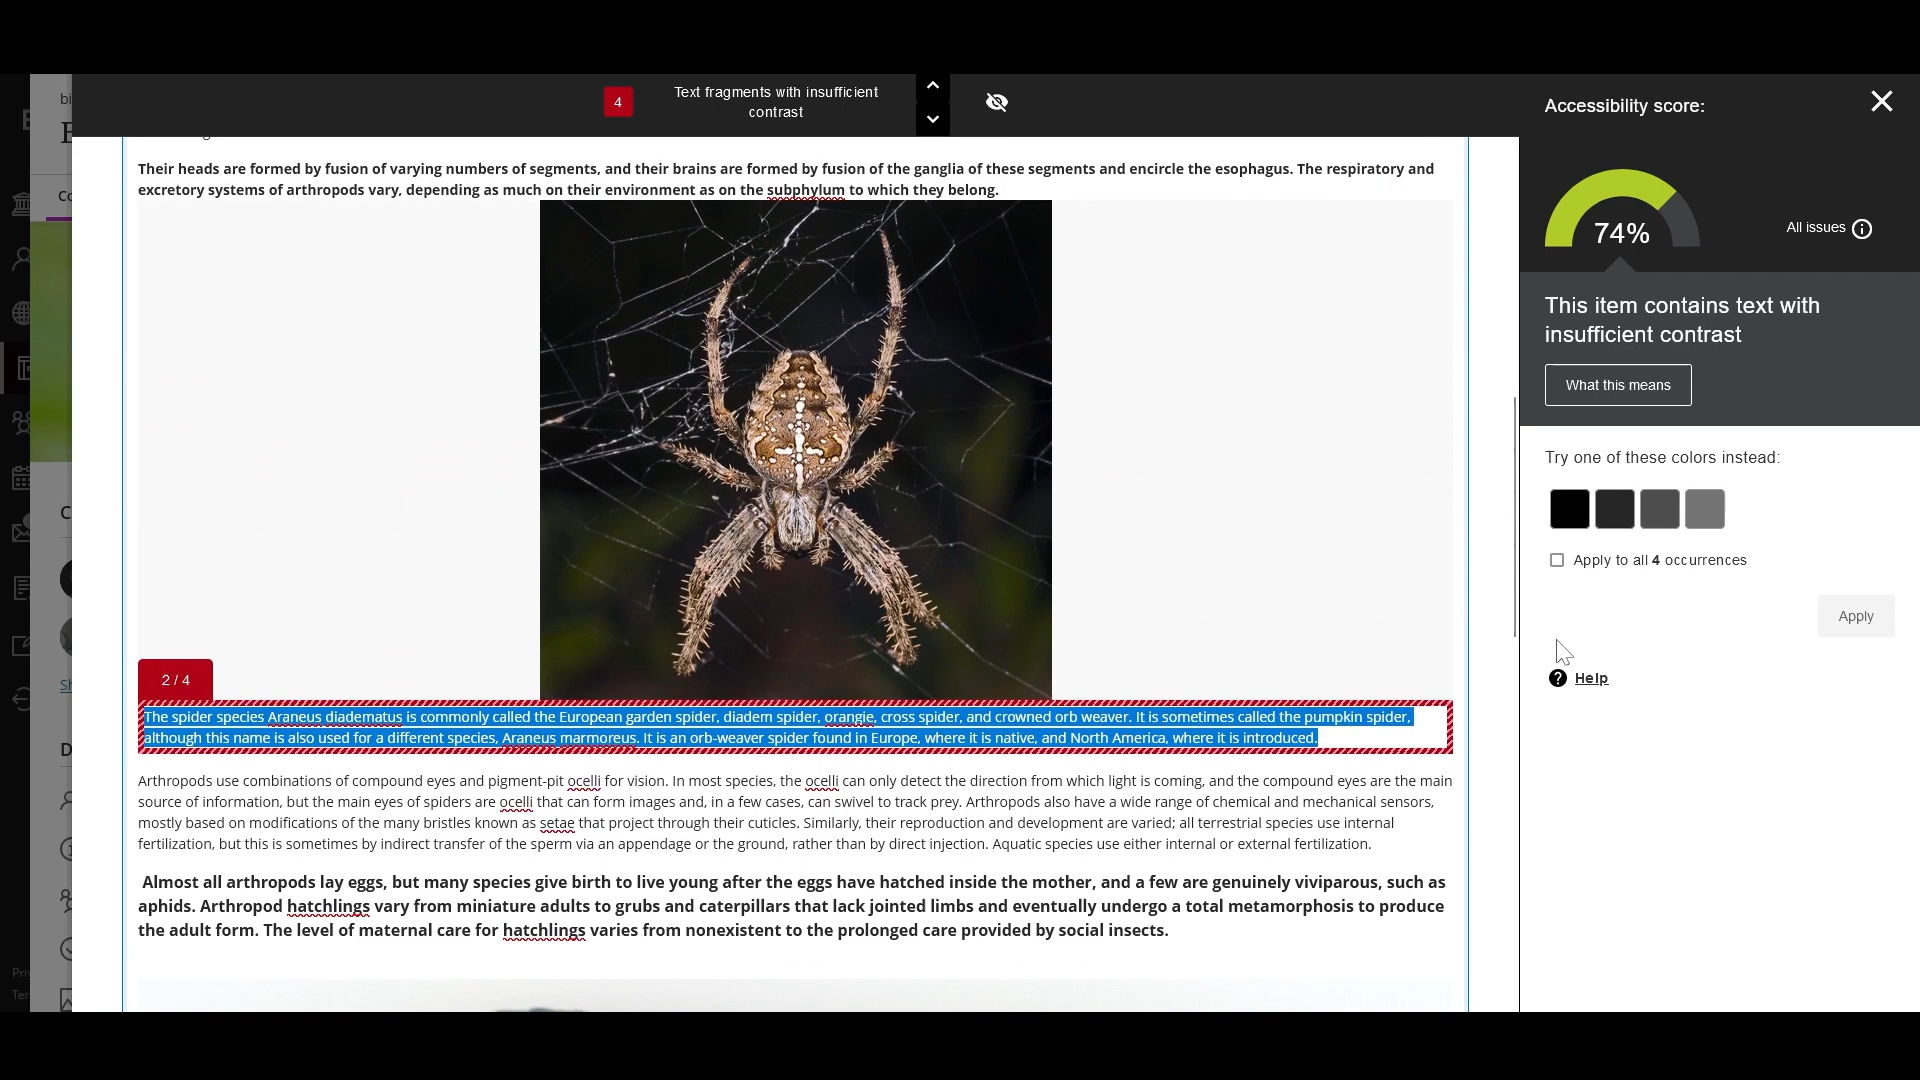 4
Text fragments with insufficient
contrast
Accessibility score:
74%
All issues
This item contains text with
insufficient contrast
What this means
Try one of these colors instead:
Apply to all 4 occurrences
Apply
? Help
Their heads are formed by fusion of varying numbers of segments, and their brains are formed by fusion of the ganglia of these segments and encircle the esophagus. The respiratory and
excretory systems of arthropods vary, depending as much on their environment as on the subphylum to which they belong.
2 / 4
The spider species Araneus diadematus is commonly called the European garden spider, diadem spider, orangie, cross spider, and crowned orb weaver. It is sometimes called the pumpkin spider,
although this name is also used for a different species, Araneus marmoreus. It is an orb-weaver spider found in Europe, where it is native, and North America, where it is introduced.
Arthropods use combinations of compound eyes and pigment-pit ocelli for vision. In most species, the ocelli can only detect the direction from which light is coming, and the compound eyes are the main
source of information, but the main eyes of spiders are ocelli that can form images and, in a few cases, can swivel to track prey. Arthropods also have a wide range of chemical and mechanical sensors,
mostly based on modifications of the many bristles known as setae that project through their cuticles. Similarly, their reproduction and development are varied; all terrestrial species use internal
fertilization, but this is sometimes by indirect transfer of the sperm via an appendage or the ground, rather than by direct injection. Aquatic species use either internal or external fertilization.
Almost all arthropods lay eggs, but many species give birth to live young after the eggs have hatched inside the mother, and a few are genuinely viviparous, such as
aphids. Arthropod hatchlings vary from miniature adults to grubs and caterpillars that lack jointed limbs and eventually undergo a total metamorphosis to produce
the adult form. The level of maternal care for hatchlings varies from nonexistent to the prolonged care provided by social insects.